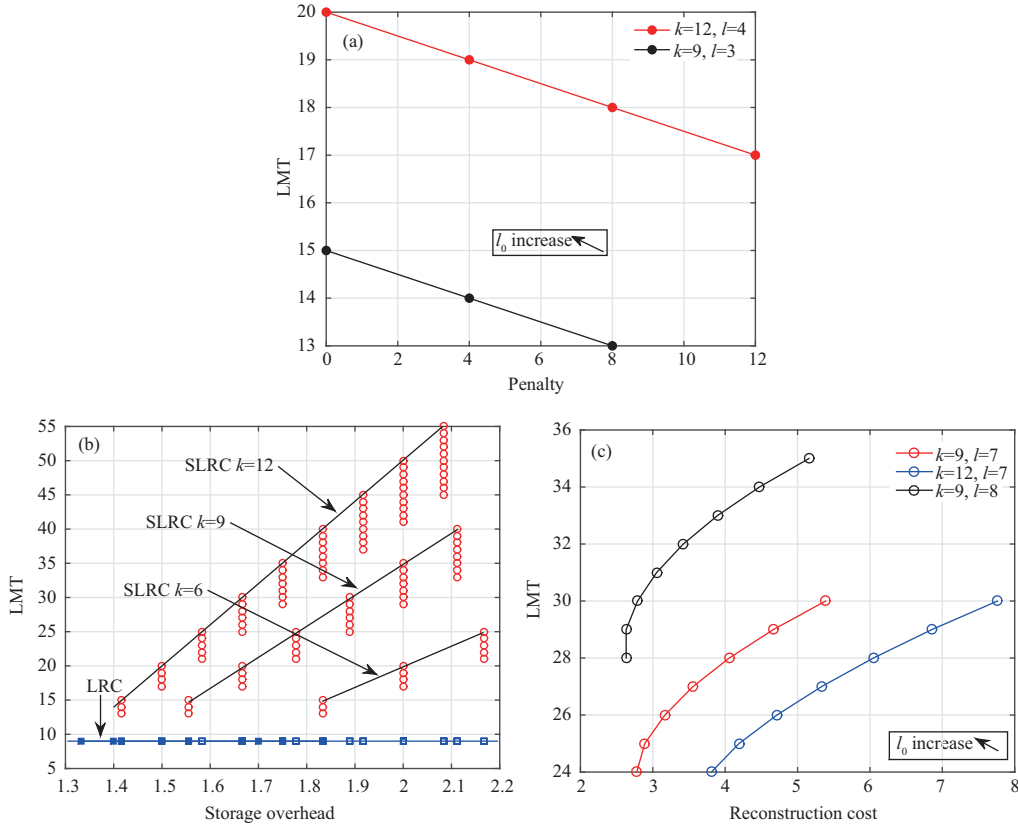 (a)
k=12, l=4
k=9, l=3
20
19
18
17
16
15
14
13
LMT
l0 increase
0 2 4 6 8 10 12
Penalty
(b)
SLRC k=12
SLRC k=9
SLRC k=6
LRC
55
50
45
40
35
30
25
20
14
9
4
LMT
1.3 1.4 1.5 1.6 1.7 1.8 1.9 2 2.1 2.2
Storage overhead
(c)
k=9, l=7
k=12, l=7
k=9, l=8
36
34
32
30
28
26
24
LMT
l0 increase
2 3 4 5 6 7 8
Reconstruction cost